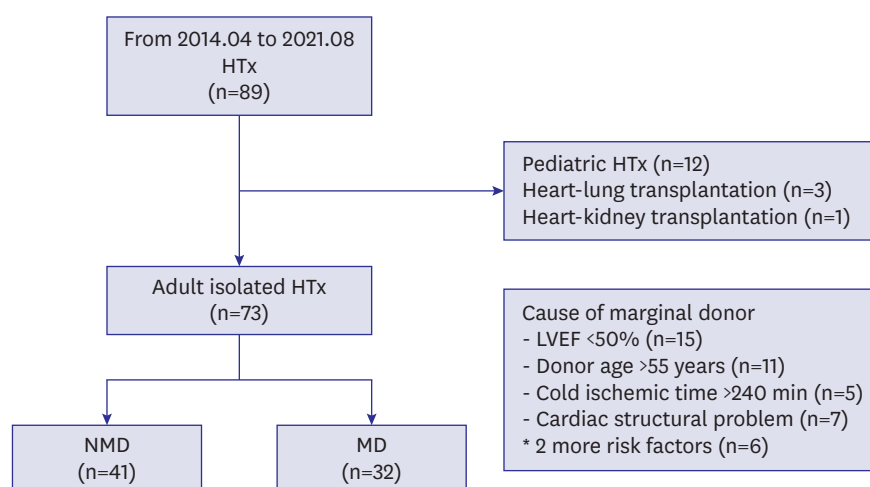 From 2014.04 to 2021.08
HTx
(n=89)
Pediatric HTx (n=12)
Heart-lung transplantation (n=3)
Heart-kidney transplantation (n=1)
Adult isolated HTx
(n=73)
Cause of marginal donor
- LVEF <50% (n=15)
- Donor age >55 years (n=11)
- Cold ischemic time >240 min (n=5)
- Cardiac structural problem (n=7)
* 2 more risk factors (n=6)
NMD
(n=41)
MD
(n=32)